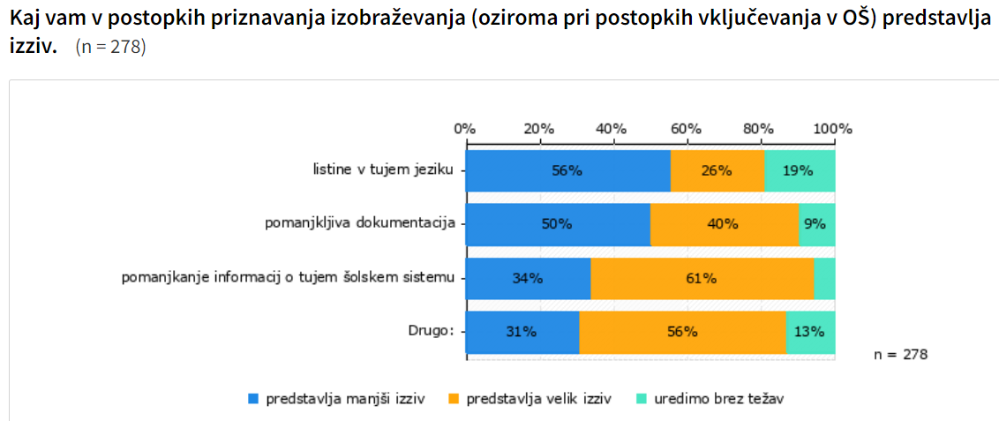 Kaj vam v postopkih priznavanja izobraževanja (oziroma pri postopkih vključevanja v OŠ) predstavlja
izziv. (n = 278)
0% 20% 40% 60% 80% 100%
listine v tujem jeziku 56% 26% 19%
pomanjkljiva dokumentacija 50% 40% 9%
pomanjkanje informacij o tujem šolskem sistemu 34% 61%
Drugo: 31% 56% 13%
n = 278
predstavlja manjši izziv predstavlja velik izziv uredimo brez težav